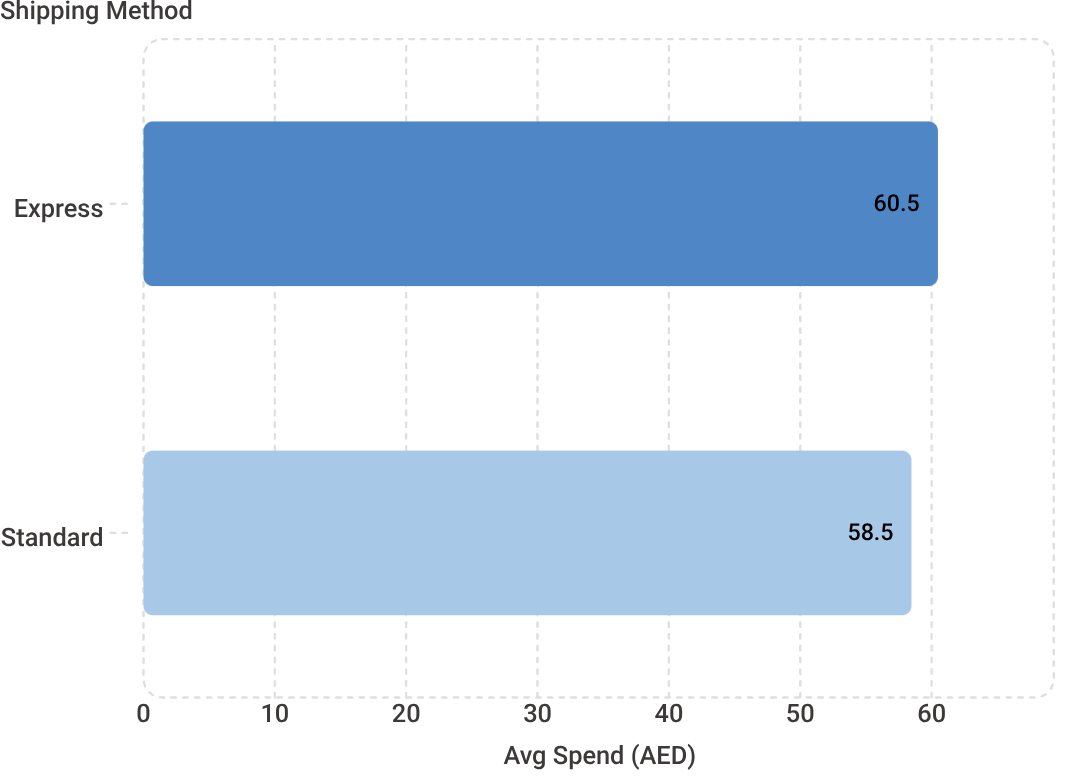 Shipping Method
Express
60.5
Standard
58.5
0 10 20 30 40 50 60
Avg Spend (AED)